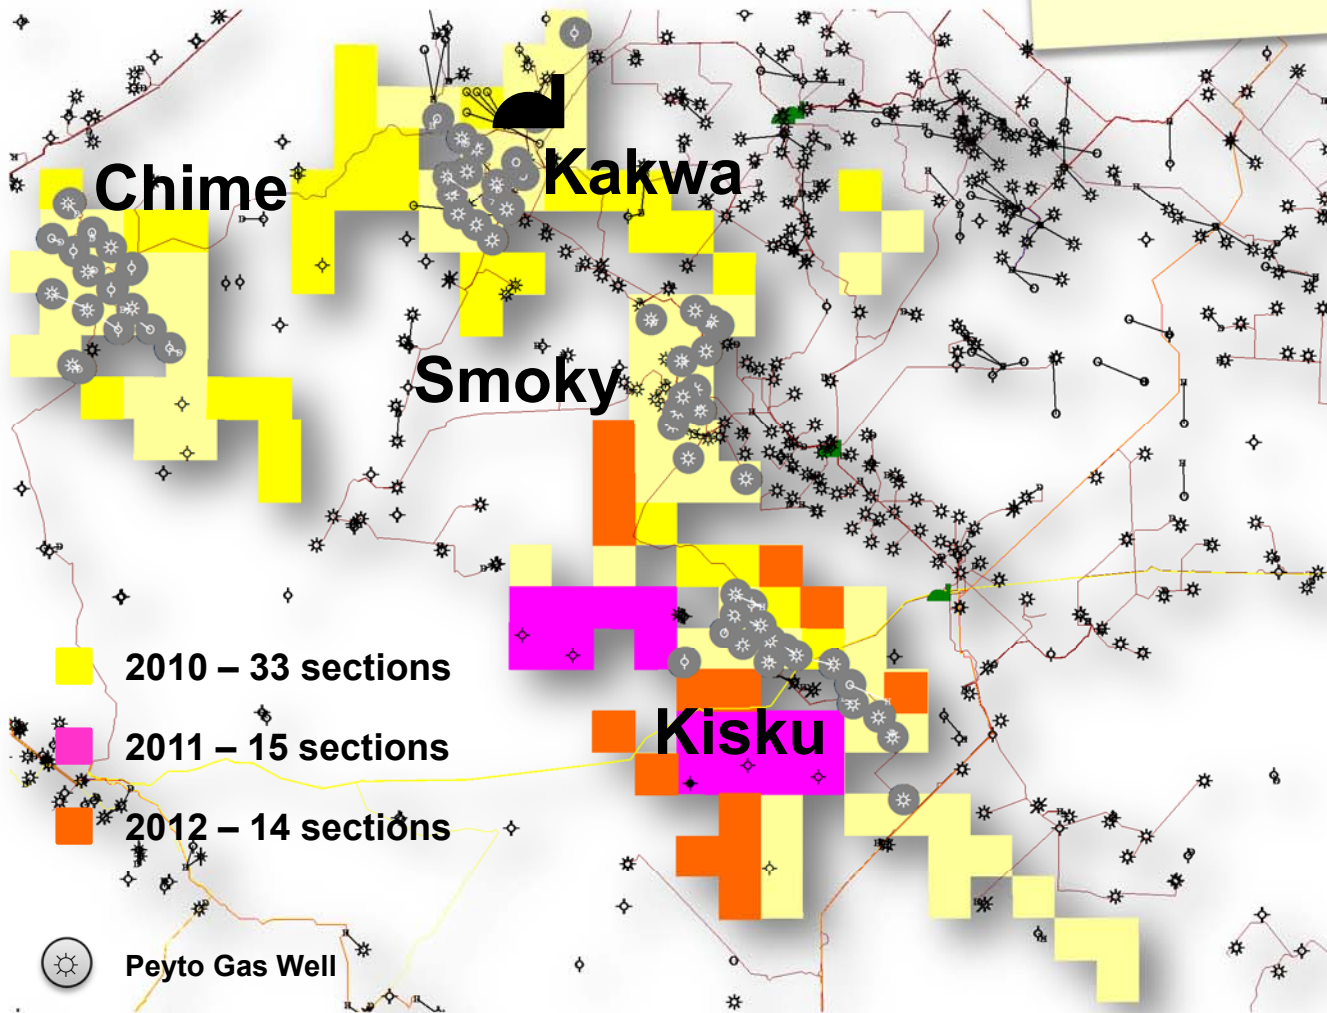 Kakwa
Chime
Smoky
2010 – 33 sections
Kisku
2011 – 15 sections
2012 – 14 sections
Peyto Gas Well